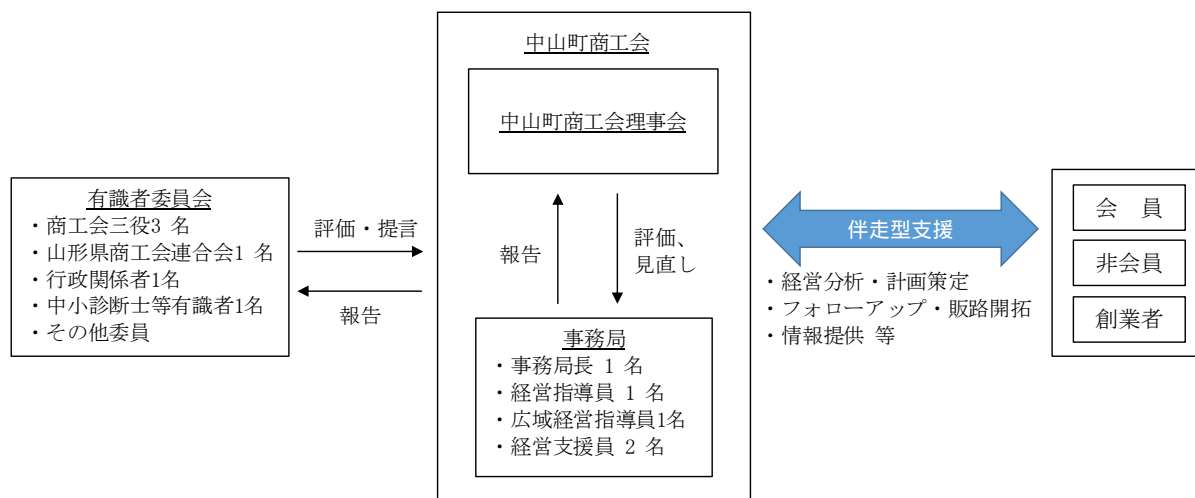 中山町商工会
中山町商工会理事会
有識者委員会
・商工会三役3 名
・山形県商工会連合会1 名
・行政関係者1名
・中小診断士等有識者1名
・その他委員
評価・提言
報告
報告
評価、
見直し
事務局
・事務局長 1 名
・経営指導員 1 名
・広域経営指導員1名
・経営支援員 2 名
伴走型支援
・経営分析・計画策定
・フォローアップ・販路開拓
・情報提供 等
会 員
非会員
創業者